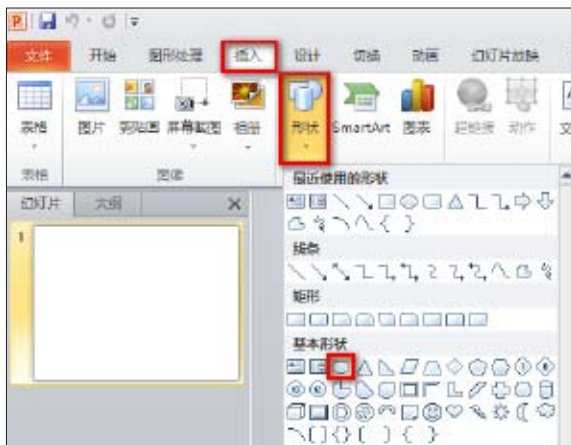 P
文件 开始 图形处理 插入 设计 切换 动画 幻灯片放映
表格 图片 剪贴画 屏幕截图 相册 形状 SmartArt 图表 超链接 动作 文
表格 图像
幻灯片 大纲
1
最近使用的形状
线条
矩形
基本形状